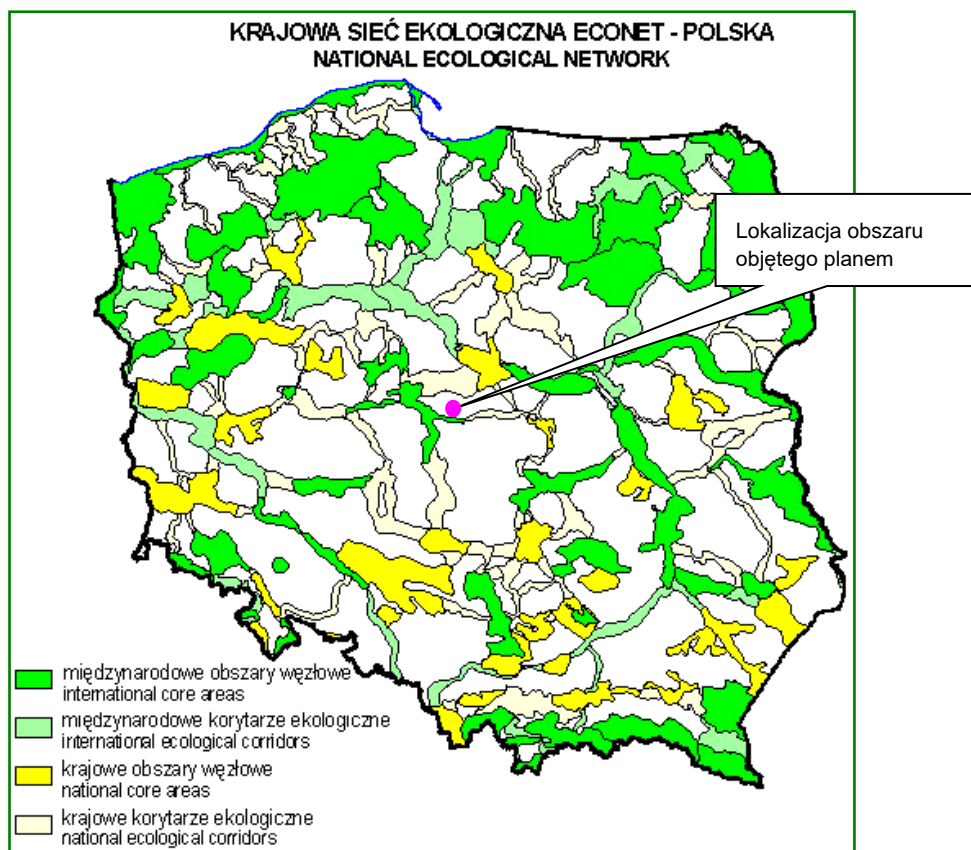 KRAJOWA SIEĆ EKOLOGICZNA ECONET - POLSKA
NATIONAL ECOLOGICAL NETWORK
Lokalizacja obszaru
objętego planem
międzynarodowe obszary węzłowe
international core areas
międzynarodowe korytarze ekologiczne
international ecological corridors
krajowe obszary węzłowe
national core areas
krajowe korytarze ekologiczne
national ecological corridors